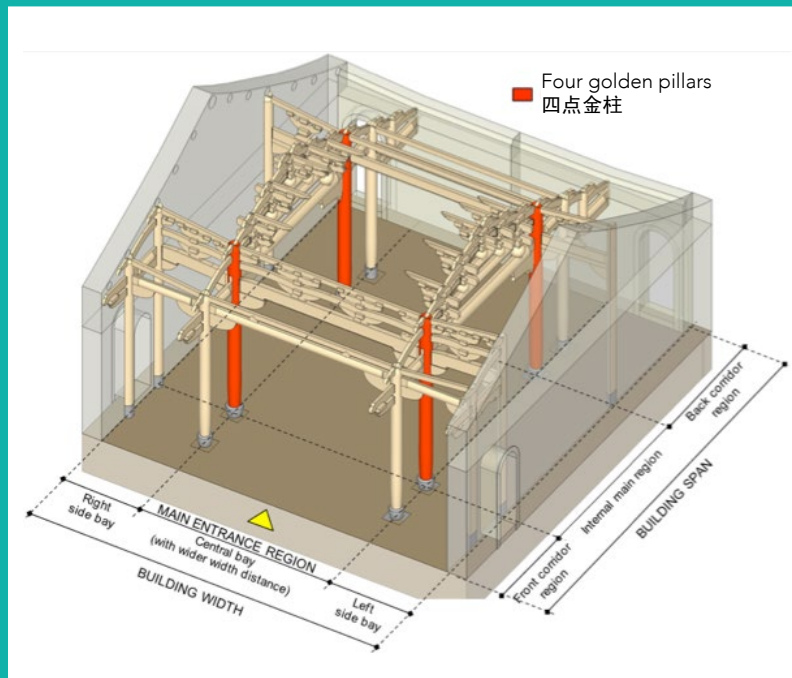 Four golden pillars
四点金柱
Right
side bay
MAIN ENTRANCE REGION
Central bay
(with wider width distance)
Left
side bay
BUILDING WIDTH
Front corridor
region
Internal main region
Back corridor
region
BUILDING SPAN